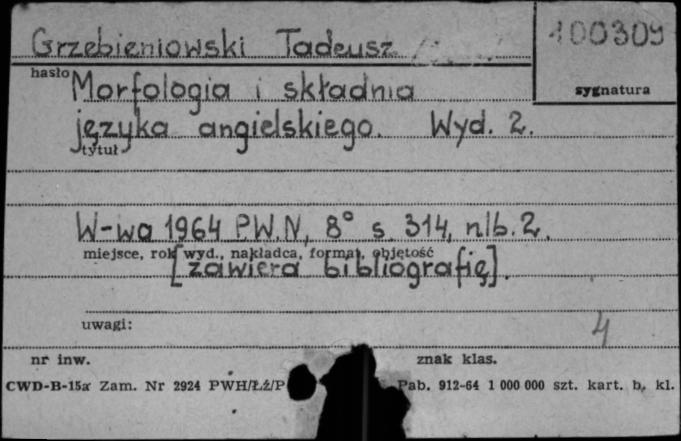 Grzebieniowski Tadeusz
100309
hasło
sygnatura
Morfologia i składnia
języka angielskiego. Wyd. 2.
tytuł
W-wa 1964 P.W.N, 8° s. 314, nlb. 2.
miejsce, rok wyd., nakładca, format, objętość
[zawiera bibliografię].
uwagi:
4
nr inw.
znak klas.
CWD-B-15a Zam. Nr 2924 PWH/Łź/P Pab. 912-64 1 000 000 szt. kart. b. kl.